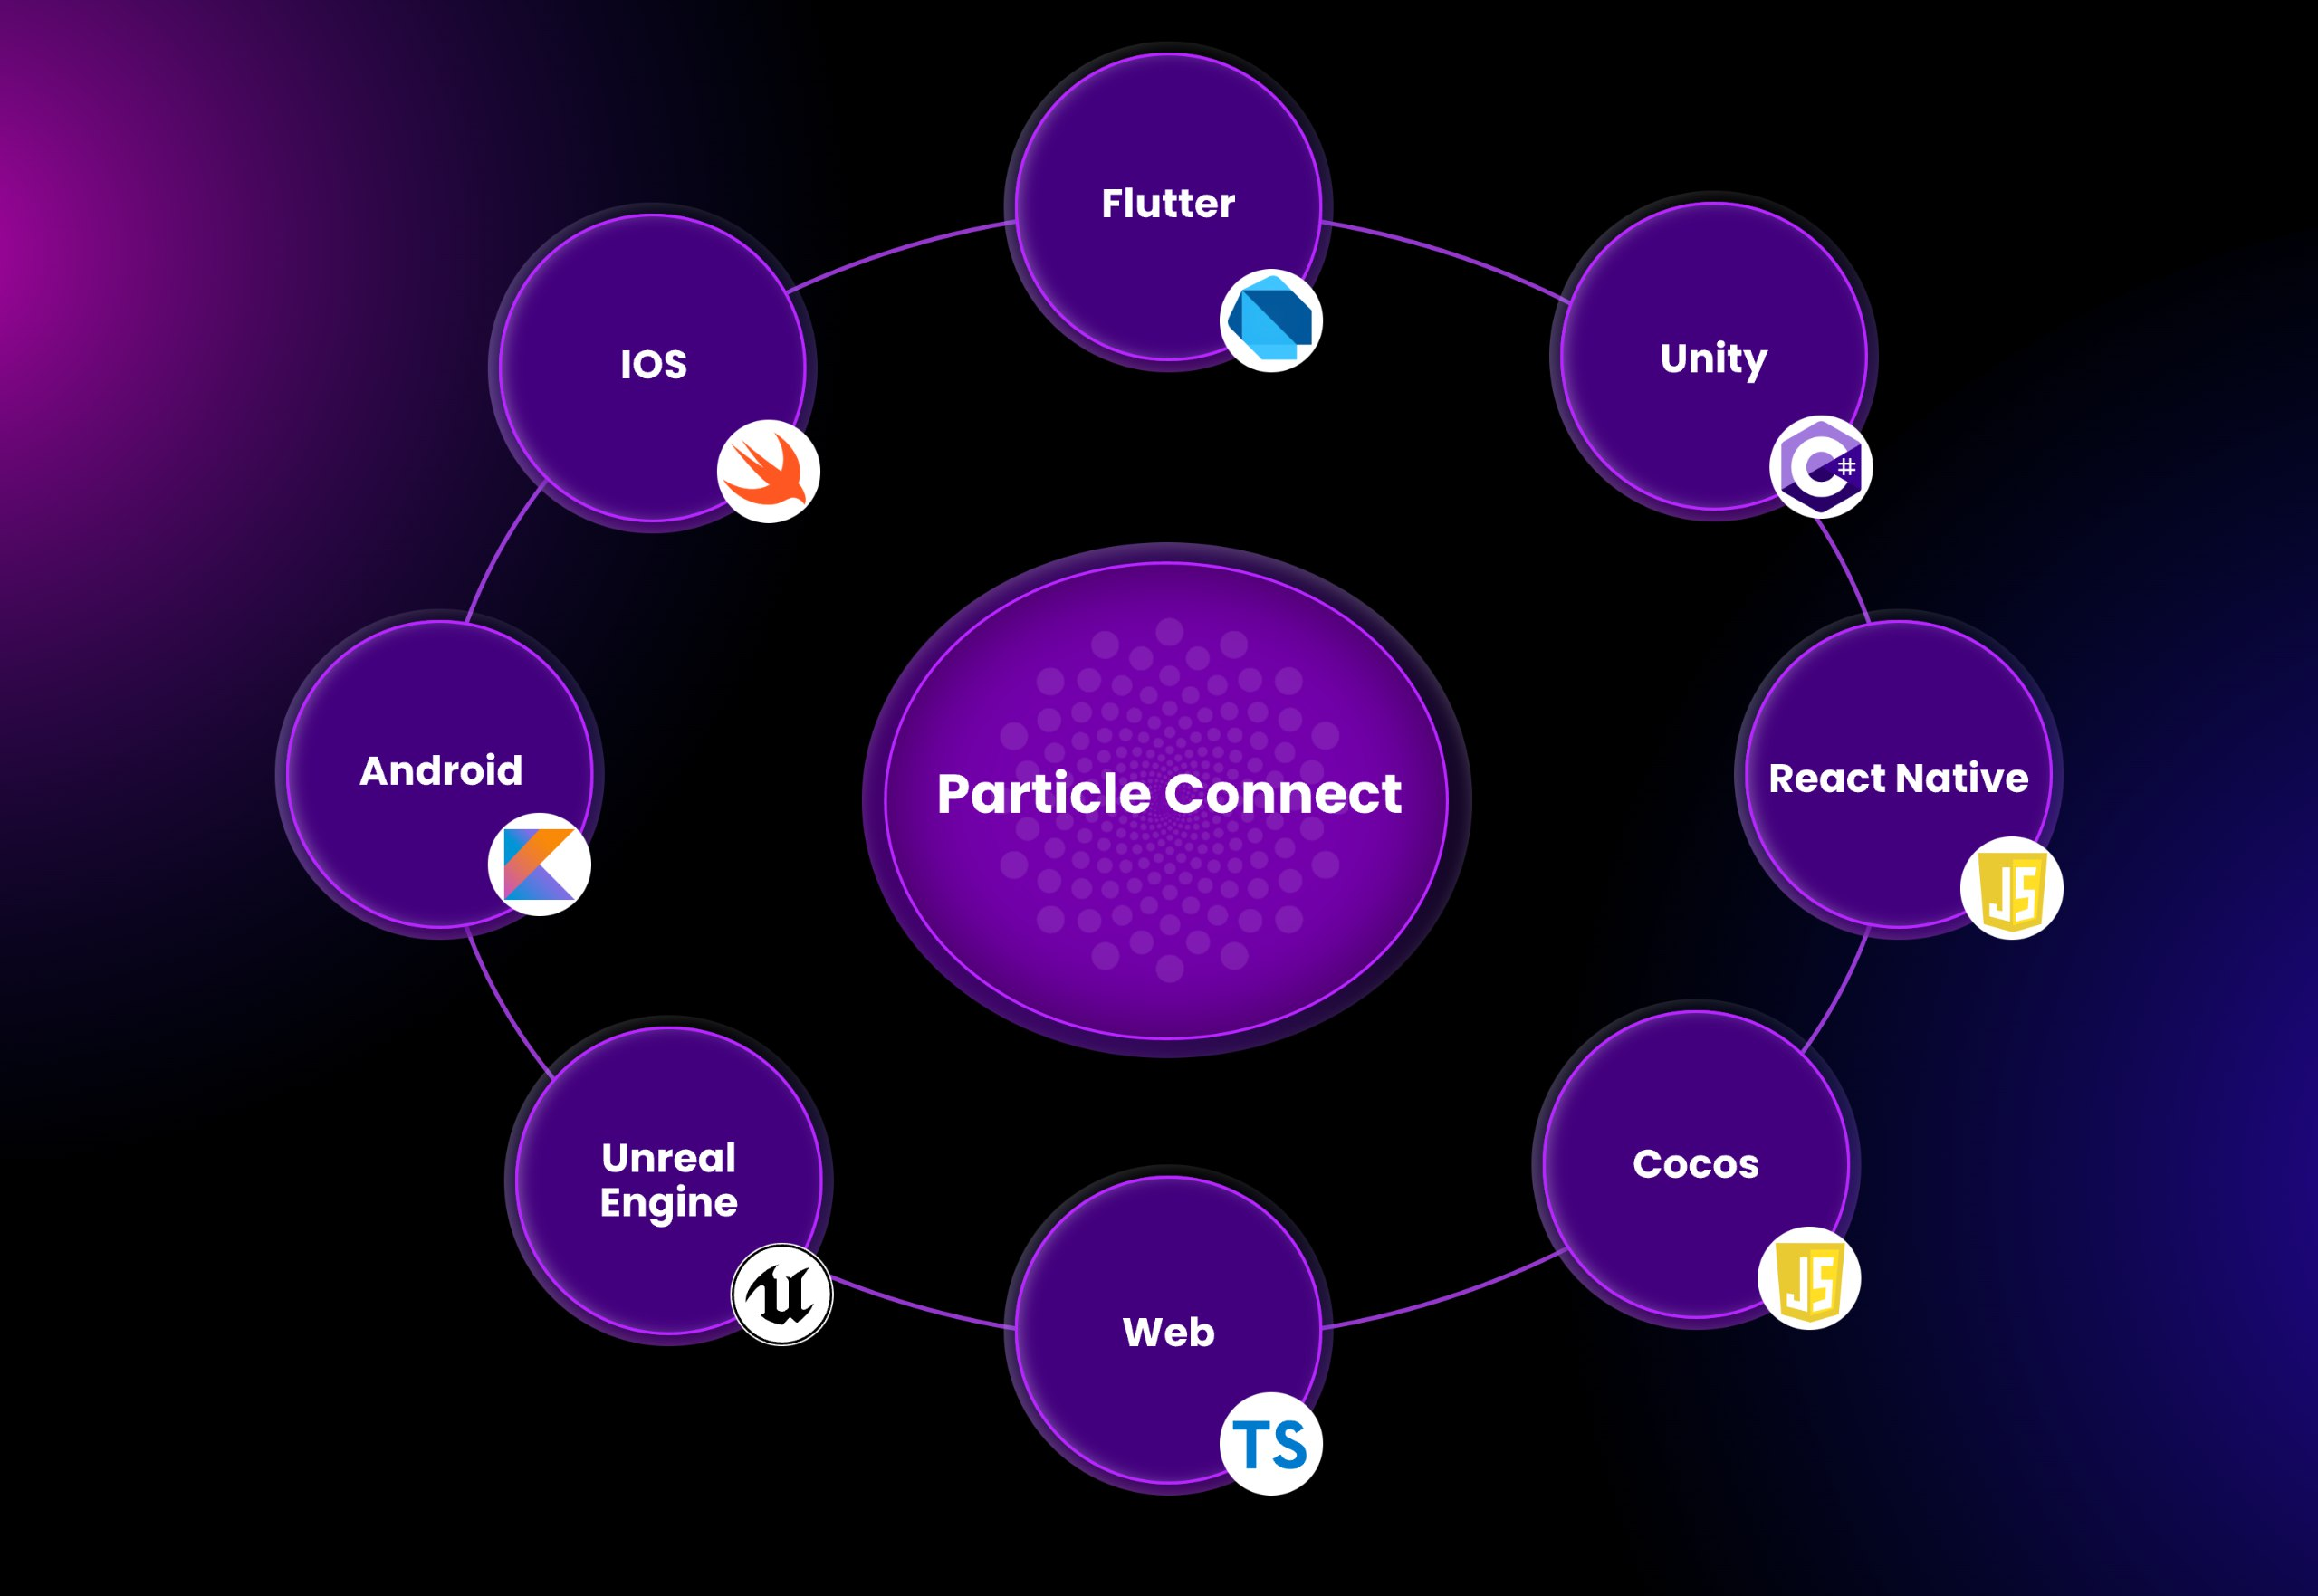 Flutter
IOS
Unity
C#
Android
Particle Connect
React Native
JS
Unreal
Engine
Cocos
JS
Web
TS